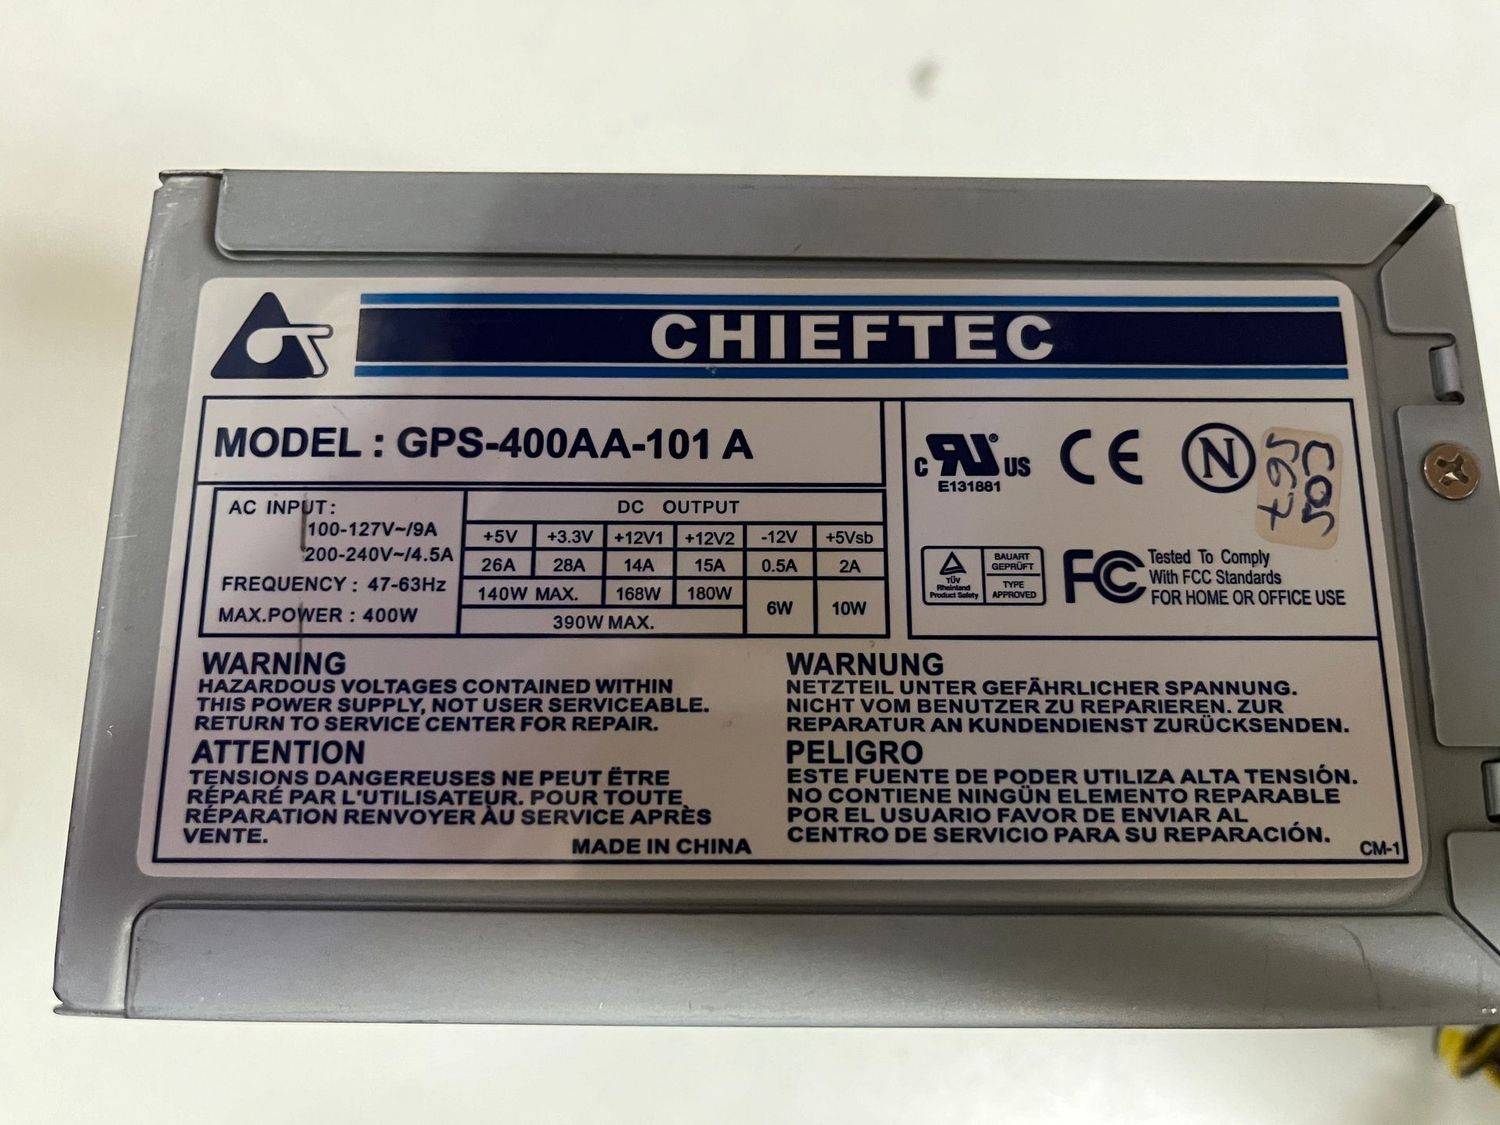 CHIEFTEC
MODEL : GPS-400AA-101 A
AC INPUT:
100-127V~/9A
200-240V~/4.5A
FREQUENCY : 47-63Hz
MAX.POWER : 400W
DC OUTPUT
+5V +3.3V +12V1 +12V2 -12V +5Vsb
26A 28A 14A 15A 0.5A 2A
140W MAX. 168W 180W 6W 10W
390W MAX.
c RU ® US
E131881
CE
N
TÜV
Rheinland
Product Safety
BAUART
GEPRÜFT
TYPE
APPROVED
FCC
Tested To Comply
With FCC Standards
FOR HOME OR OFFICE USE
WARNING
HAZARDOUS VOLTAGES CONTAINED WITHIN
THIS POWER SUPPLY, NOT USER SERVICEABLE.
RETURN TO SERVICE CENTER FOR REPAIR.
ATTENTION
TENSIONS DANGEREUSES NE PEUT ËTRE
RÉPARÉ PAR L'UTILISATEUR. POUR TOUTE
RÉPARATION RENVOYER ÀU SERVICE APRÈS
VENTE.
MADE IN CHINA
WARNUNG
NETZTEIL UNTER GEFÄHRLICHER SPANNUNG.
NICHT VOM BENUTZER ZU REPARIEREN. ZUR
REPARATUR AN KUNDENDIENST ZURÜCKSENDEN.
PELIGRO
ESTE FUENTE DE PODER UTILIZA ALTA TENSIÓN.
NO CONTIENE NINGÚN ELEMENTO REPARABLE
POR EL USUARIO FAVOR DE ENVIAR AL
CENTRO DE SERVICIO PARA SU REPARACIÓN.
CM-1